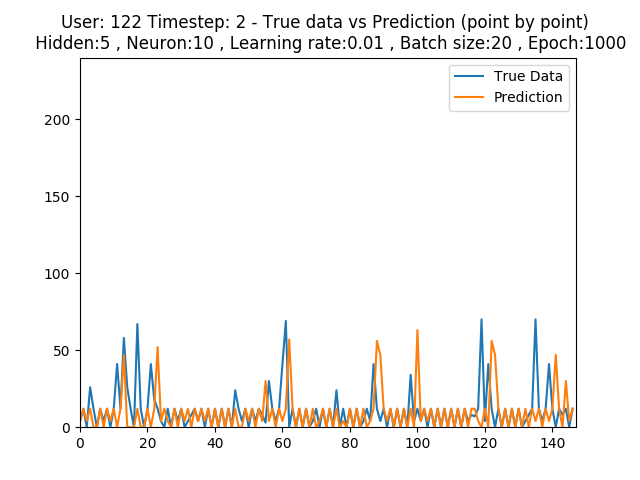 User: 122 Timestep: 2 - True data vs Prediction (point by point)
Hidden:5 , Neuron:10 , Learning rate:0.01 , Batch size:20 , Epoch:1000
True Data
Prediction
200
150
100
50
0
0 20 40 60 80 100 120 140